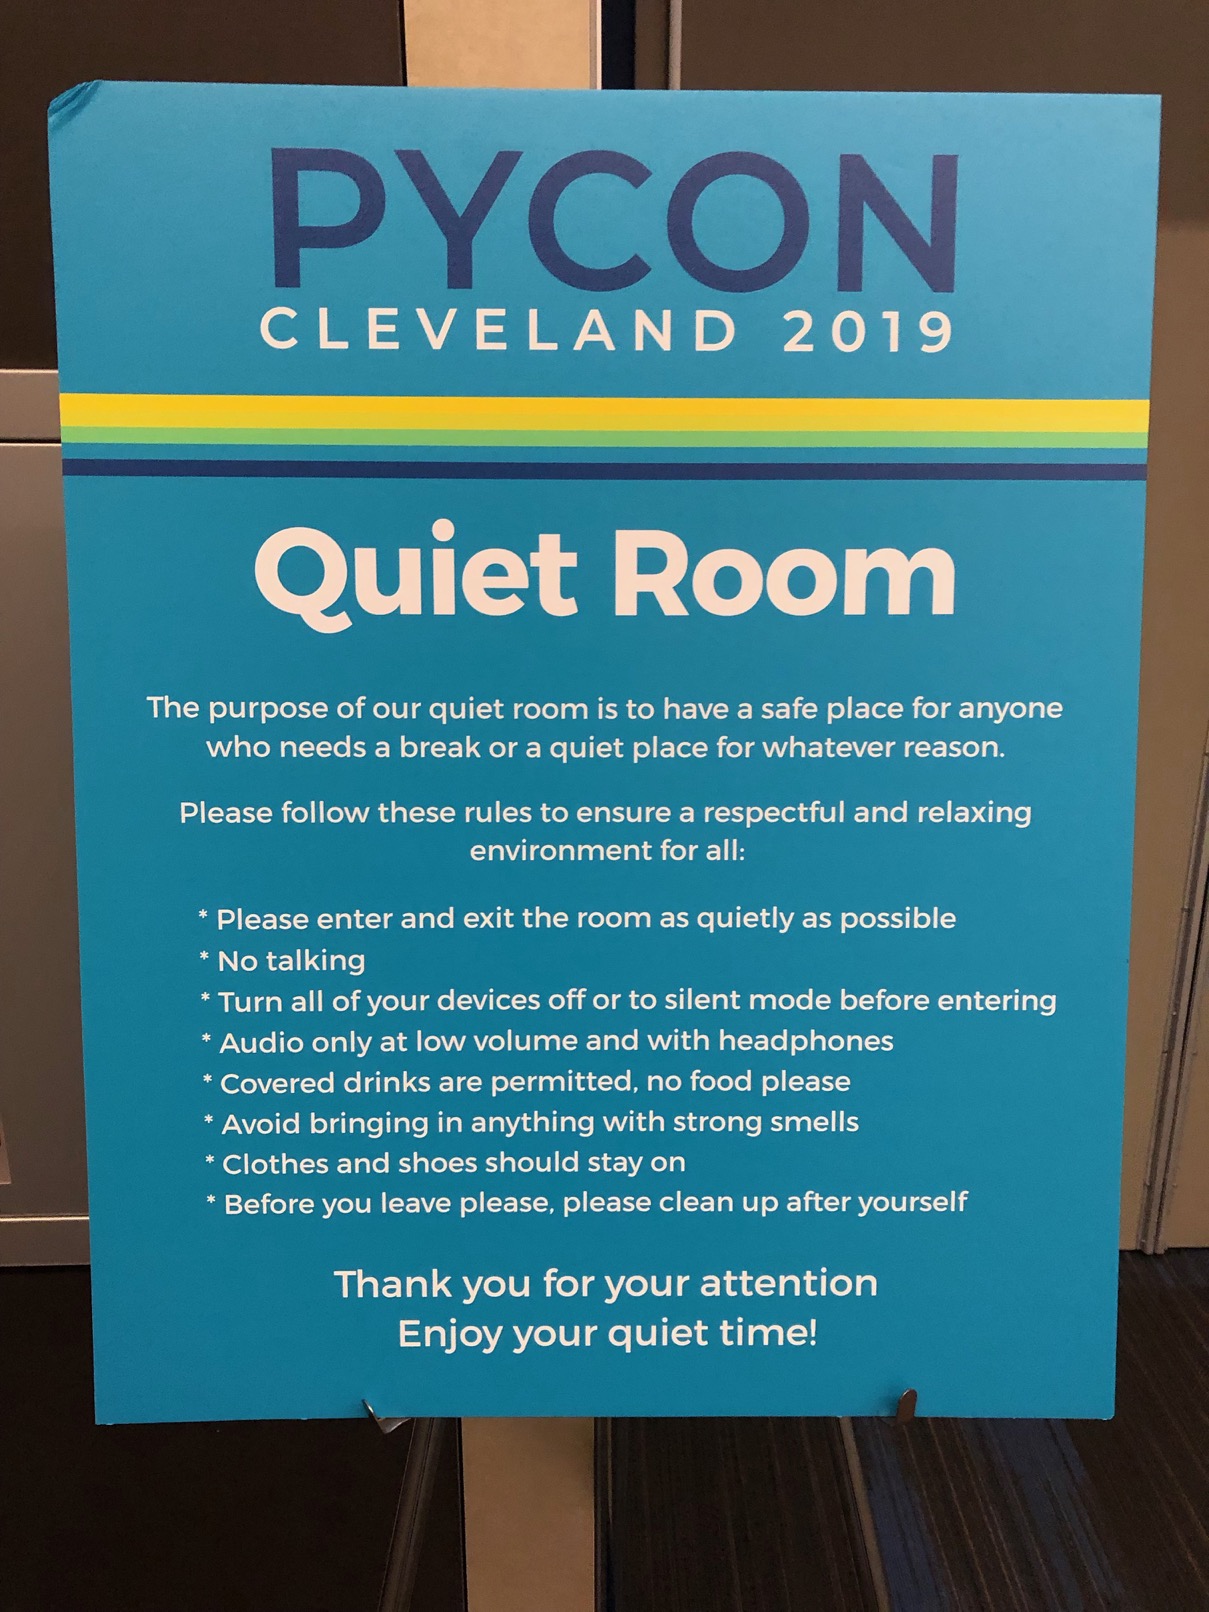 PYCON
CLEVELAND 2019
Quiet Room
The purpose of our quiet room is to have a safe place for anyone
who needs a break or a quiet place for whatever reason.
Please follow these rules to ensure a respectful and relaxing
environment for all:
* Please enter and exit the room as quietly as possible
* No talking
* Turn all of your devices off or to silent mode before entering
* Audio only at low volume and with headphones
* Covered drinks are permitted, no food please
* Avoid bringing in anything with strong smells
* Clothes and shoes should stay on
* Before you leave please, please clean up after yourself
Thank you for your attention
Enjoy your quiet time!